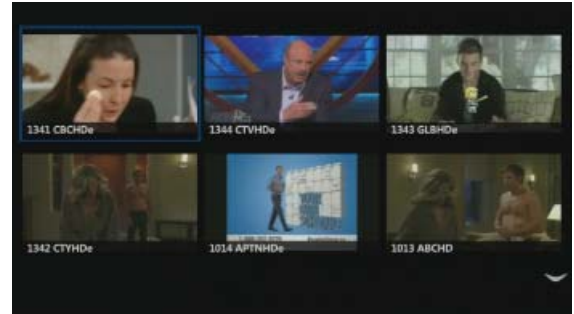 1341 CBCHDe
1344 CTVHDe
1343 GLBHDe
1342 CTYHDe
1014 APTNHDe
1013 ABCHD